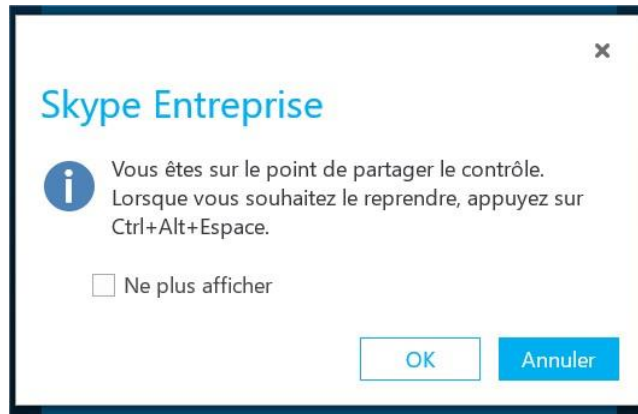 Skype Entreprise
Vous êtes sur le point de partager le contrôle.
Lorsque vous souhaitez le reprendre, appuyez sur
Ctrl+Alt+Espace.
Ne plus afficher
OK Annuler